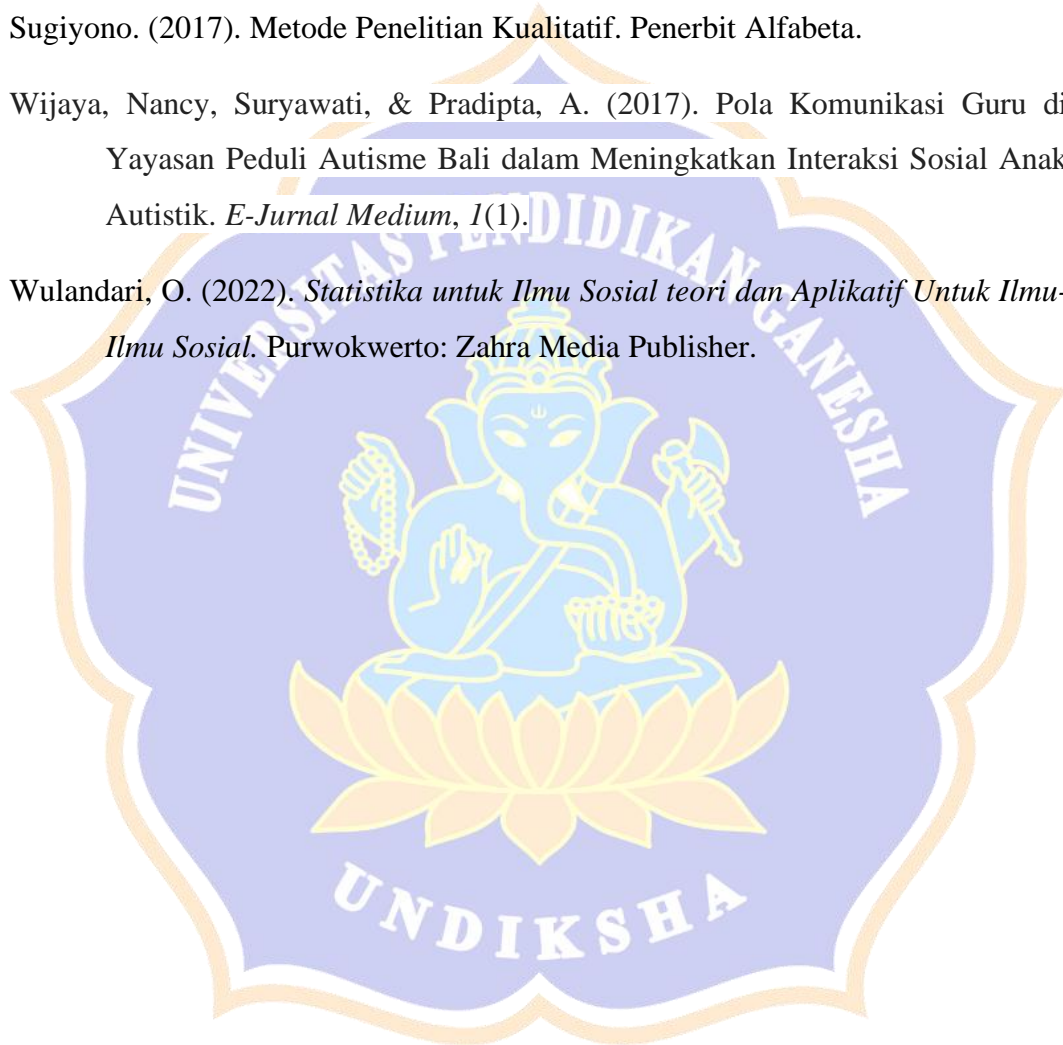 Sugiyono. (2017). Metode Penelitian Kualitatif. Penerbit Alfabeta.
Wijaya, Nancy, Suryawati, & Pradipta, A. (2017). Pola Komunikasi Guru di
Yayasan Peduli Autisme Bali dalam Meningkatkan Interaksi Sosial Anak
Autistik. E-Jurnal Medium, 1(1).
Wulandari, O. (2022). Statistika untuk Ilmu Sosial teori dan Aplikatif Untuk Ilmu-
Ilmu Sosial. Purwokwerto: Zahra Media Publisher.
UNIVERSITAS PENDIDIKAN GANESHA
UNDIKSHA